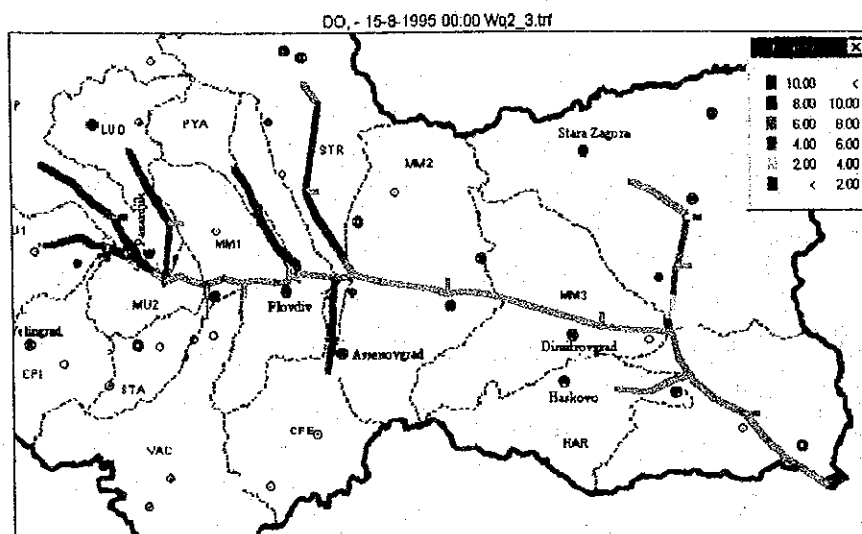 DO, - 15-8-1995 00:00 Wq2_3.trf
10.00 <
8.00 10.00
6.00 8.00
4.00 6.00
2.00 4.00
< 2.00
P
LUD
PYA
STR
MM2
Stara Zagora
Pazardjik
MM1
MU2
MM3
Plovdiv
Dimitrovgrad
Assenovgrad
STA
Haskovo
HAR
VAC